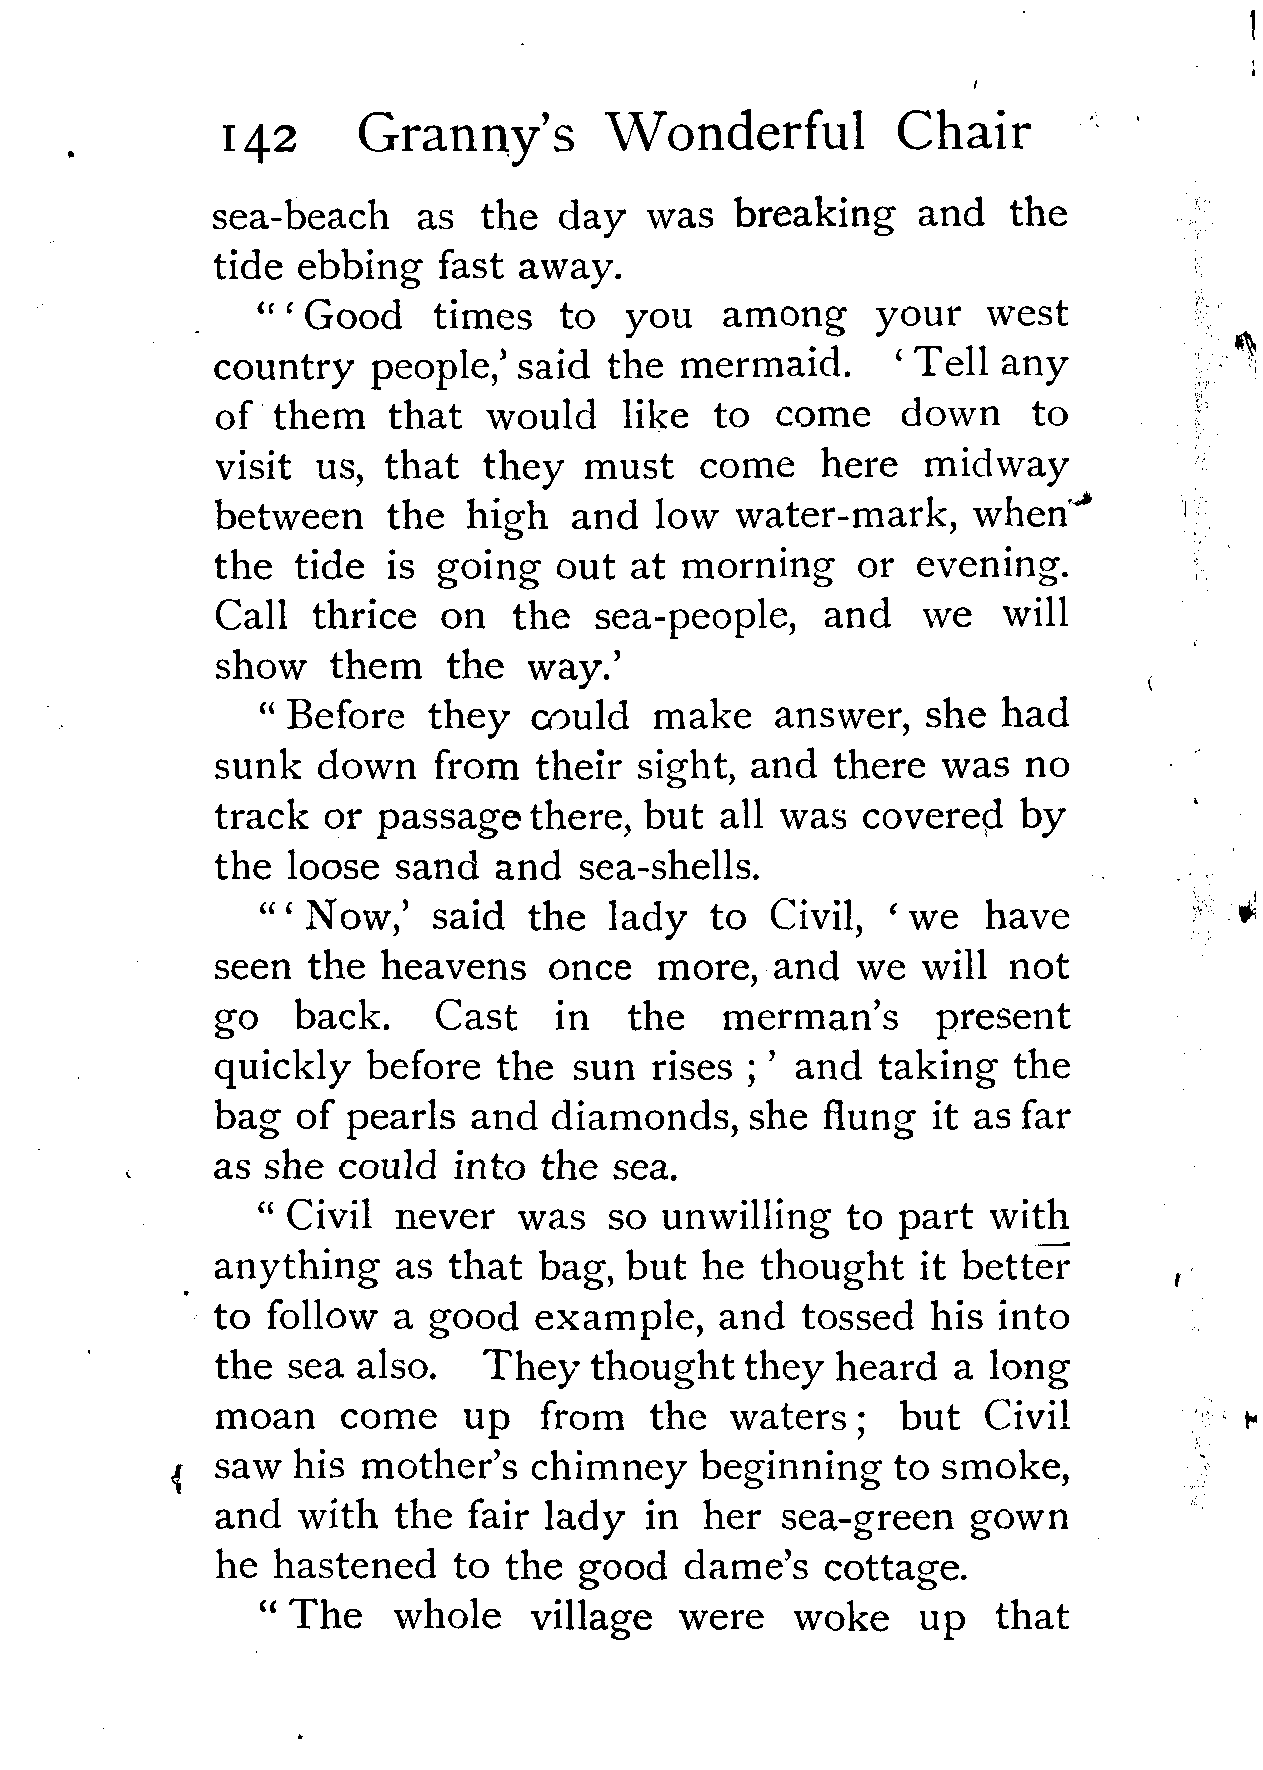 142 Granny's Wonderful Chair
sea-beach as the day was breaking and the
tide ebbing fast away.
“ ‘ Good times to you among your west
country people,’ said the mermaid. ‘ Tell any
of them that would like to come down to
visit us, that they must come here midway
between the high and low water-mark, when
the tide is going out at morning or evening.
Call thrice on the sea-people, and we will
show them the way.’
“ Before they could make answer, she had
sunk down from their sight, and there was no
track or passage there, but all was covered by
the loose sand and sea-shells.
“ ‘ Now,’ said the lady to Civil, ‘ we have
seen the heavens once more, and we will not
go back. Cast in the merman's present
quickly before the sun rises ; ’ and taking the
bag of pearls and diamonds, she flung it as far
as she could into the sea.
“ Civil never was so unwilling to part with
anything as that bag, but he thought it better
to follow a good example, and tossed his into
the sea also. They thought they heard a long
moan come up from the waters ; but Civil
saw his mother's chimney beginning to smoke,
and with the fair lady in her sea-green gown
he hastened to the good dame's cottage.
“ The whole village were woke up that